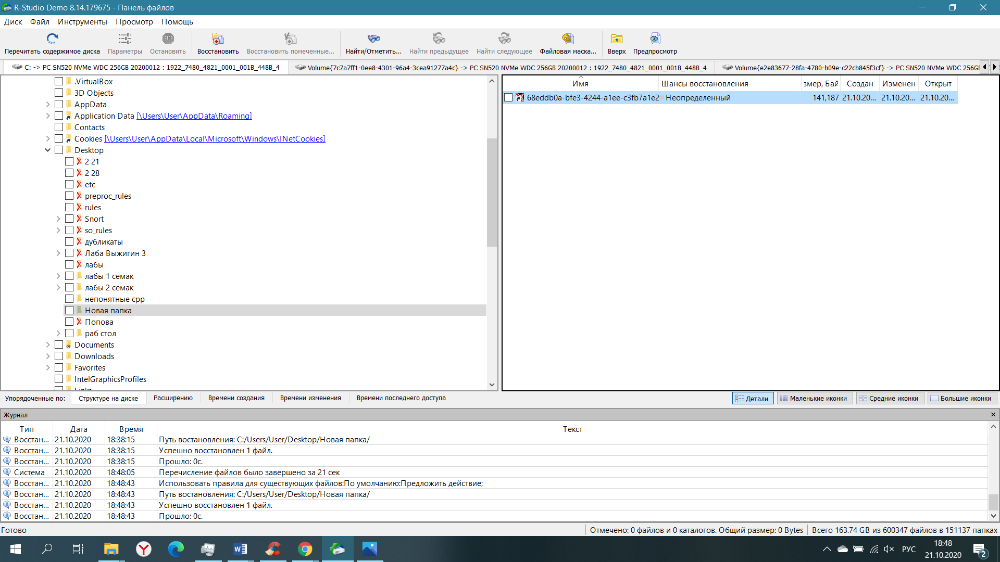 R-Studio Demo 8.14.179675 - Панель файлов
Диск Файл Инструменты Просмотр Помощь
Перечитать содержимое диска Параметры Остановить Восстановить Восстановить помеченные... Найти/Отметить... Найти предыдущее Найти следующее Файловая маска... Вверх Предпросмотр
STOP
C: -> PC SN520 NVMe WDC 256GB 20200012 : 1922_7480_4821_0001_001B_448B_4 Volume{7c7a7ff1-0ee8-4301-96a4-3cea91277a4c} -> PC SN520 NVMe WDC 256GB 20200012 : 1922_7480_4821_0001_001B_448B_4 Volume{e2e83677-28fa-4780-b09e-c22cb845f3cf} -> PC SN520 NVMe WDC
.VirtualBox
3D Objects
AppData
Application Data [\Users\User\AppData\Roaming]
Contacts
Cookies [\Users\User\AppData\Local\Microsoft\Windows\INetCookies]
Desktop
2 21
2 28
etc
preproc_rules
rules
Snort
so_rules
дубликаты
Лаба Выжигин 3
лабы
лабы 1 семак
лабы 2 семак
непонятные cpp
Новая папка
Попова
раб стол
Documents
Downloads
Favorites
IntelGraphicsProfiles
Links
Имя Шансы восстановления змер, Бай Создан Изменен Открыт
68eddb0a-bfe3-4244-a1ee-c3fb7a1e2 Неопределенный 141,187 21.10.20... 21.10.20... 21.10.20...
Упорядоченные по: Структуре на диске Расширению Времени создания Времени изменения Времени последнего доступа Детали Маленькие иконки Средние иконки Большие иконки
Журнал
Тип Дата Время Текст
Восстан... 21.10.2020 18:38:15 Путь востановления: C:/Users/User/Desktop/Новая папка/
Восстан... 21.10.2020 18:38:15 Успешно восстановлен 1 файл.
Восстан... 21.10.2020 18:38:15 Прошло: 0с.
Система 21.10.2020 18:48:05 Перечисление файлов было завершено за 21 сек
Восстан... 21.10.2020 18:48:43 Использовать правила для существующих файлов:По умолчанию:Предложить действие;
Восстан... 21.10.2020 18:48:43 Путь востановления: C:/Users/User/Desktop/Новая папка/
Восстан... 21.10.2020 18:48:43 Успешно восстановлен 1 файл.
Восстан... 21.10.2020 18:48:43 Прошло: 0с.
Готово Отмечено: 0 файлов и 0 каталогов. Общий размер: 0 Bytes Всего 163.74 GB из 600347 файлов в 151137 папках
РУС 18:48
21.10.2020
2